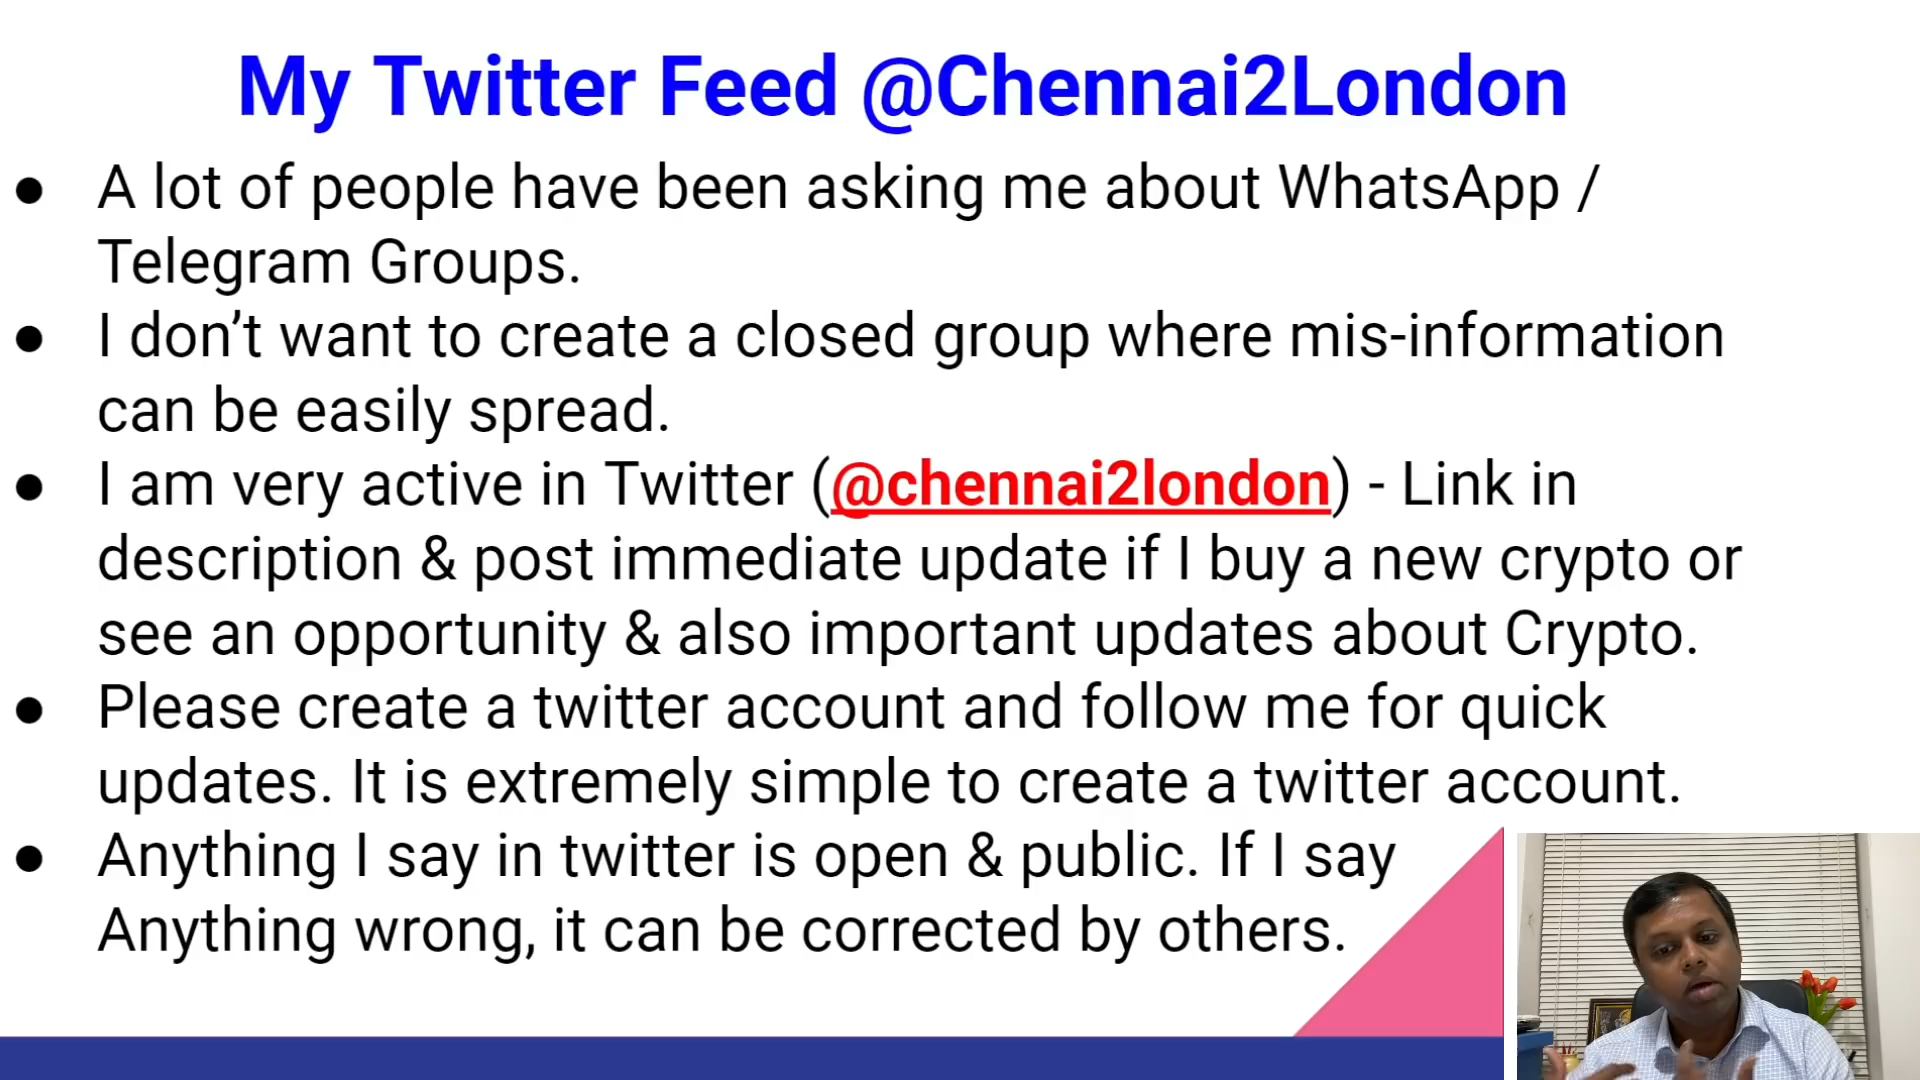 My Twitter Feed @Chennai2London
● A lot of people have been asking me about WhatsApp /
Telegram Groups.
● I don’t want to create a closed group where mis-information
can be easily spread.
● I am very active in Twitter (@chennai2london) - Link in
description & post immediate update if I buy a new crypto or
see an opportunity & also important updates about Crypto.
● Please create a twitter account and follow me for quick
updates. It is extremely simple to create a twitter account.
● Anything I say in twitter is open & public. If I say
Anything wrong, it can be corrected by others.